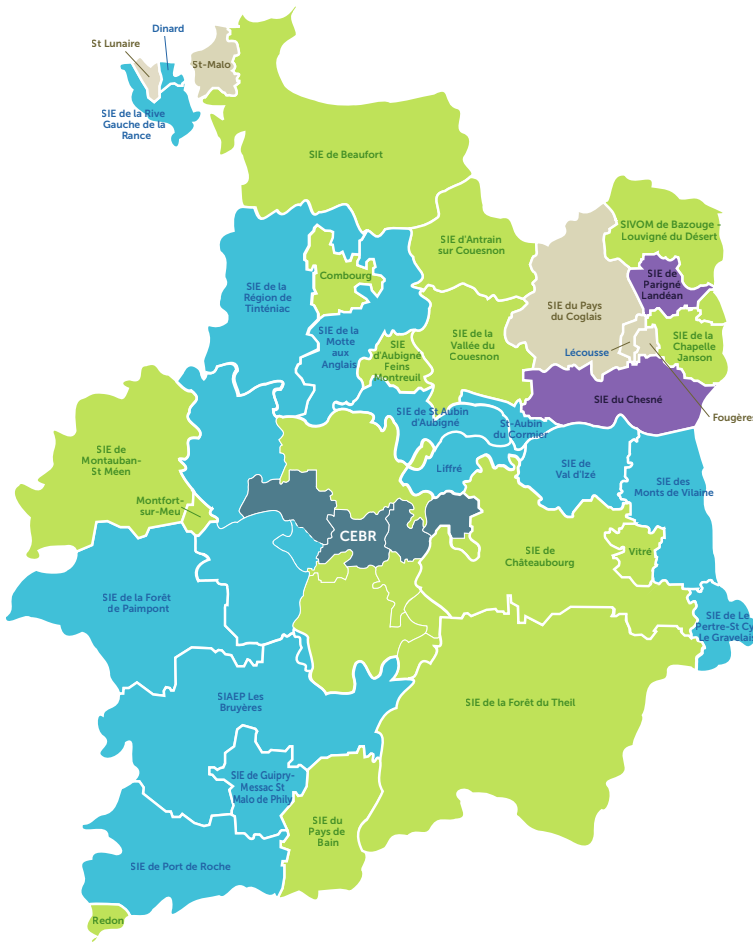 Dinard
St Lunaire
St-Malo
SIE de la Rive
Gauche de la
Rance
SIE de Beaufort
SIVOM de Bazouge -
Louvigné du Désert
SIE d'Antrain
sur Couesnon
Combourg
SIE de
Parigné
Landéan
SIE de la
Région de
Tinténiac
SIE du Pays
du Coglais
SIE de la
Motte
aux
Anglais
SIE
d'Aubigné
Feins
Montreuil
SIE de la
Vallée du
Couesnon
Lécousse
SIE de la
Chapelle
Janson
SIE du Chesné
Fougères
SIE de St Aubin
d'Aubigné
St-Aubin
du Cormier
SIE de
Montauban-
St Méen
Liffré
SIE de
Val d'Izé
SIE des
Monts de Vilaine
Montfort-
sur-Meu
CEBR
SIE de
Châteaubourg
Vitré
SIE de la Forêt
de Paimpont
SIE de Le
Pertre-St Cy
Le Gravelais
SIAEP Les
Bruyères
SIE de la Forêt du Theil
SIE de Guipry-
Messac St
Malo de Phily
SIE du
Pays de
Bain
SIE de Port de Roche
Redon